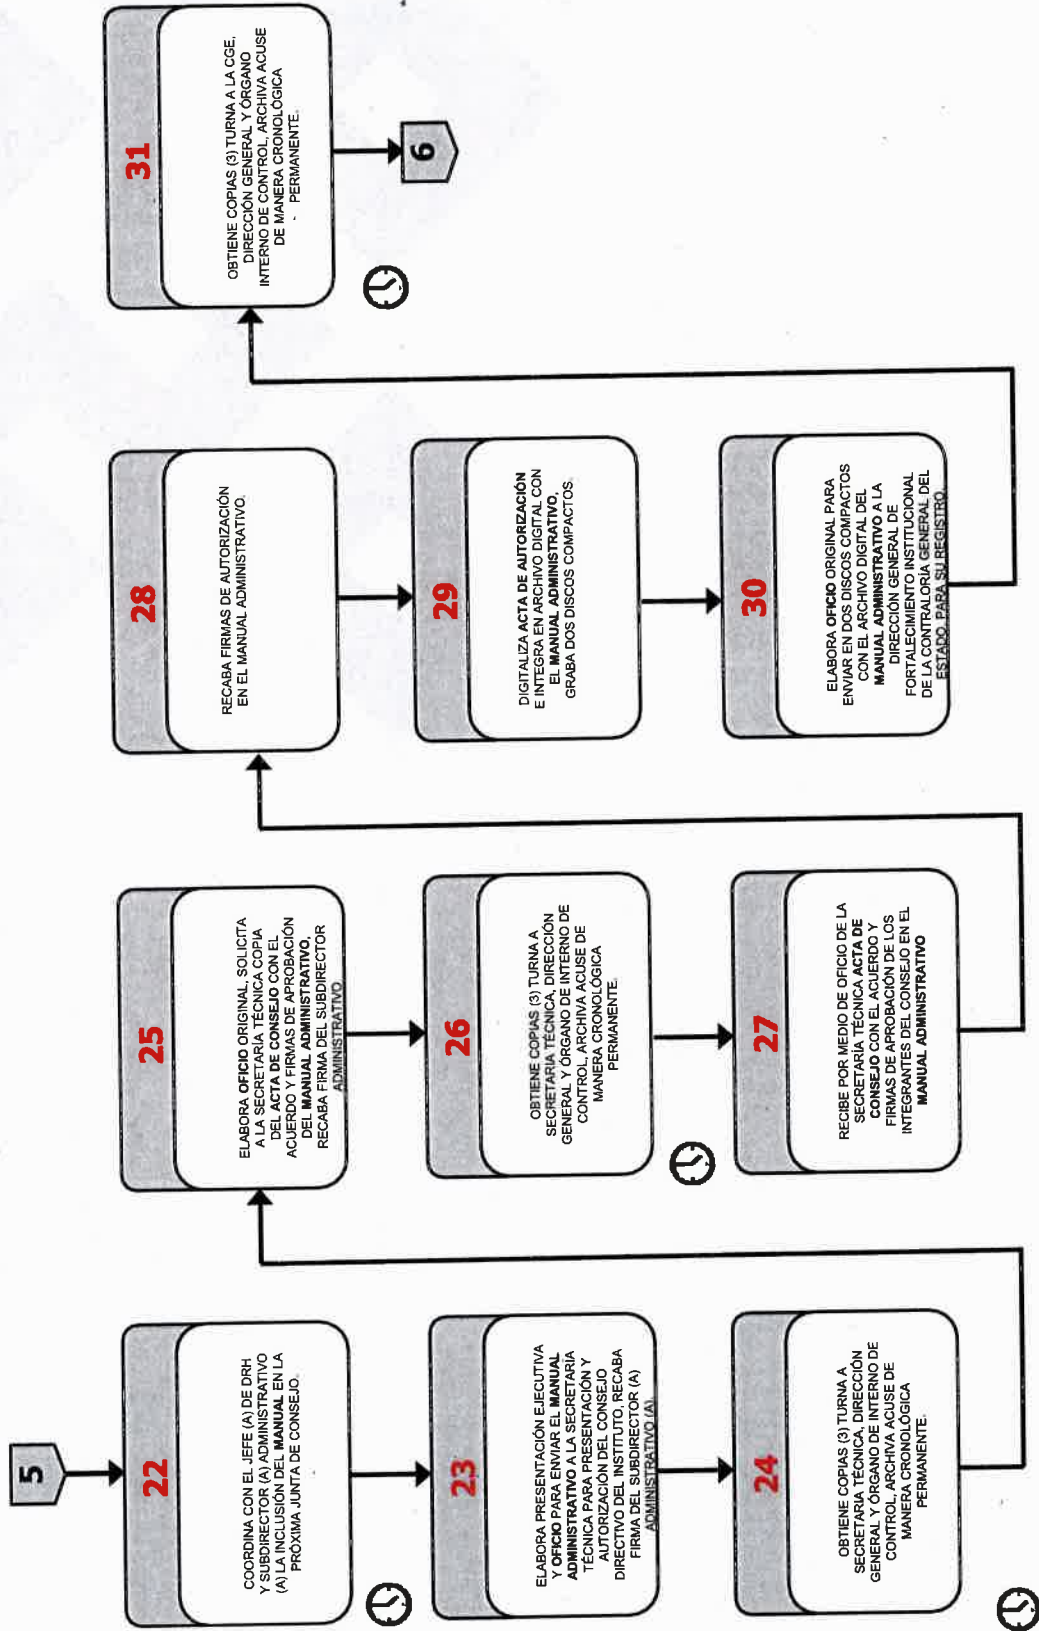 5
22
COORDINA CON EL JEFE (A) DE DRH
Y SUBDIRECTOR (A) ADMINISTRATIVO
(A) LA INCLUSIÓN DEL MANUAL EN LA
PRÓXIMA JUNTA DE CONSEJO.
23
ELABORA PRESENTACIÓN EJECUTIVA
Y OFICIO PARA ENVIAR EL MANUAL
ADMINISTRATIVO A LA SECRETARIA
TÉCNICA PARA PRESENTACIÓN Y
AUTORIZACIÓN DEL CONSEJO
DIRECTIVO DEL INSTITUTO, RECABA
FIRMA DEL SUBDIRECTOR (A)
ADMINISTRATIVO (A).
24
OBTIENE COPIAS (3) TURNA A
SECRETARIA TÉCNICA, DIRECCIÓN
GENERAL Y ÓRGANO DE INTERNO DE
CONTROL, ARCHIVA ACUSE DE
MANERA CRONOLÓGICA
PERMANENTE.
25
ELABORA OFICIO ORIGINAL, SOLICITA
A LA SECRETARIA TÉCNICA COPIA
DEL ACTA DE CONSEJO CON EL
ACUERDO Y FIRMAS DE APROBACIÓN
DEL MANUAL ADMINISTRATIVO,
RECABA FIRMA DEL SUBDIRECTOR
ADMINISTRATIVO.
26
OBTIENE COPIAS (3) TURNA A
SECRETARIA TÉCNICA, DIRECCIÓN
GENERAL Y ÓRGANO DE INTERNO DE
CONTROL, ARCHIVA ACUSE DE
MANERA CRONOLÓGICA
PERMANENTE.
27
RECIBE POR MEDIO DE OFICIO DE LA
SECRETARÍA TÉCNICA ACTA DE
CONSEJO CON EL ACUERDO Y
FIRMAS DE APROBACIÓN DE LOS
INTEGRANTES DEL CONSEJO EN EL
MANUAL ADMINISTRATIVO
28
RECABA FIRMAS DE AUTORIZACIÓN
EN EL MANUAL ADMINISTRATIVO.
29
DIGITALIZA ACTA DE AUTORIZACIÓN
E INTEGRA EN ARCHIVO DIGITAL CON
EL MANUAL ADMINISTRATIVO,
GRABA DOS DISCOS COMPACTOS.
30
ELABORA OFICIO ORIGINAL PARA
ENVIAR EN DOS DISCOS COMPACTOS
CON EL ARCHIVO DIGITAL DEL
MANUAL ADMINISTRATIVO A LA
DIRECCIÓN GENERAL DE
FORTALECIMIENTO INSTITUCIONAL
DE LA CONTRALORÍA GENERAL DEL
ESTADO, PARA SU REGISTRO.
31
OBTIENE COPIAS (3) TURNA A LA CGE,
DIRECCIÓN GENERAL Y ÓRGANO
INTERNO DE CONTROL, ARCHIVA ACUSE
DE MANERA CRONOLÓGICA
- PERMANENTE.
6